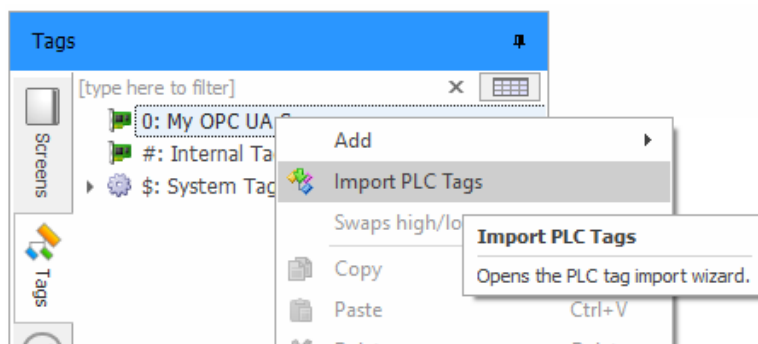 Tags
[type here to filter]
0: My OPC UA
Add
#: Internal Ta
Import PLC Tags
$: System Tag
Swaps high/lo
Import PLC Tags
Copy
Opens the PLC tag import wizard.
Paste Ctrl+V
Screens
Tags